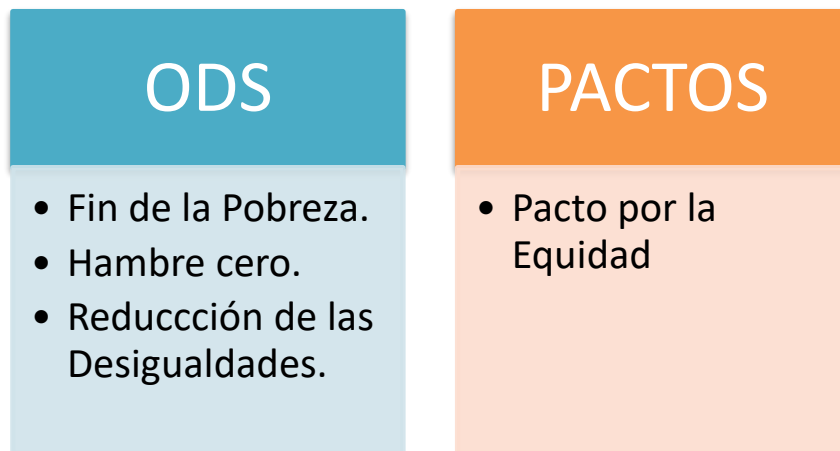 ODS
• Fin de la Pobreza.
• Hambre cero.
• Reduccción de las
Desigualdades.
PACTOS
• Pacto por la
Equidad